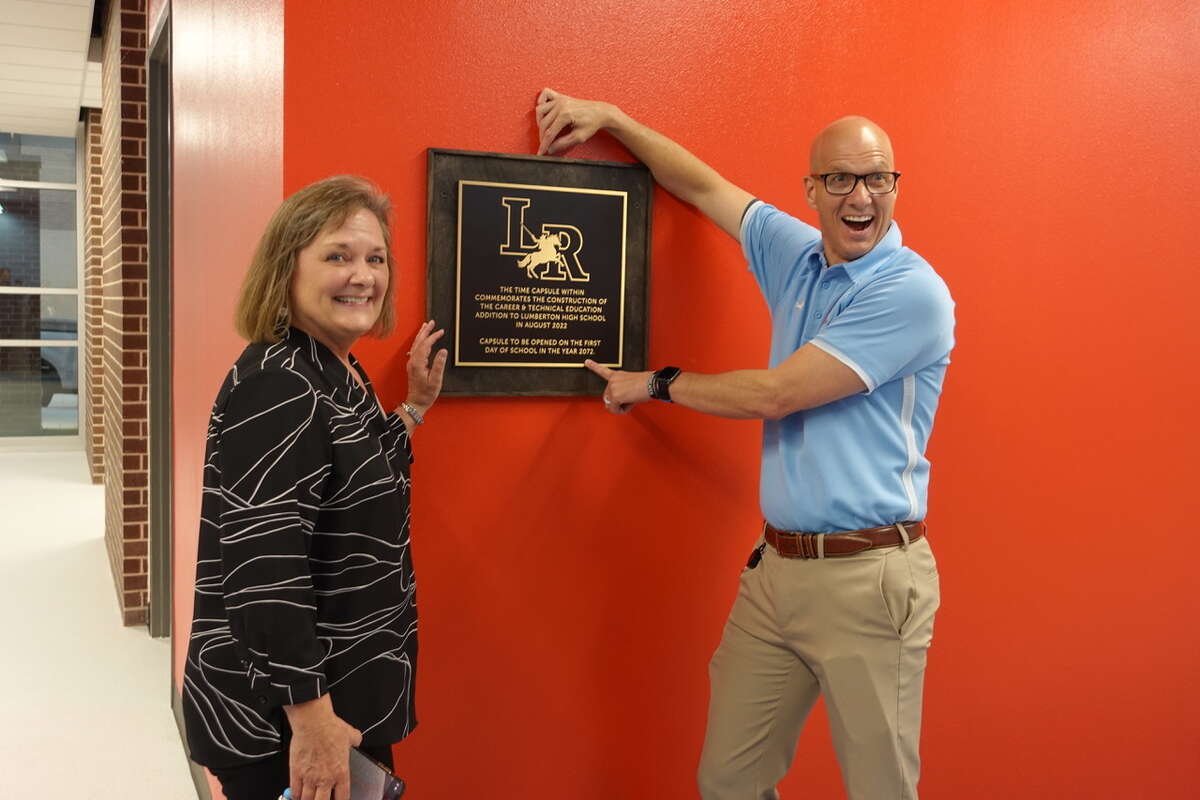 LR
THE TIME CAPSULE WITHIN
COMMEMORATES THE CONSTRUCTION OF
THE CAREER & TECHNICAL EDUCATION
ADDITION TO LUMBERTON HIGH SCHOOL
IN AUGUST 2022
CAPSULE TO BE OPENED ON THE FIRST
DAY OF SCHOOL IN THE YEAR 2072.